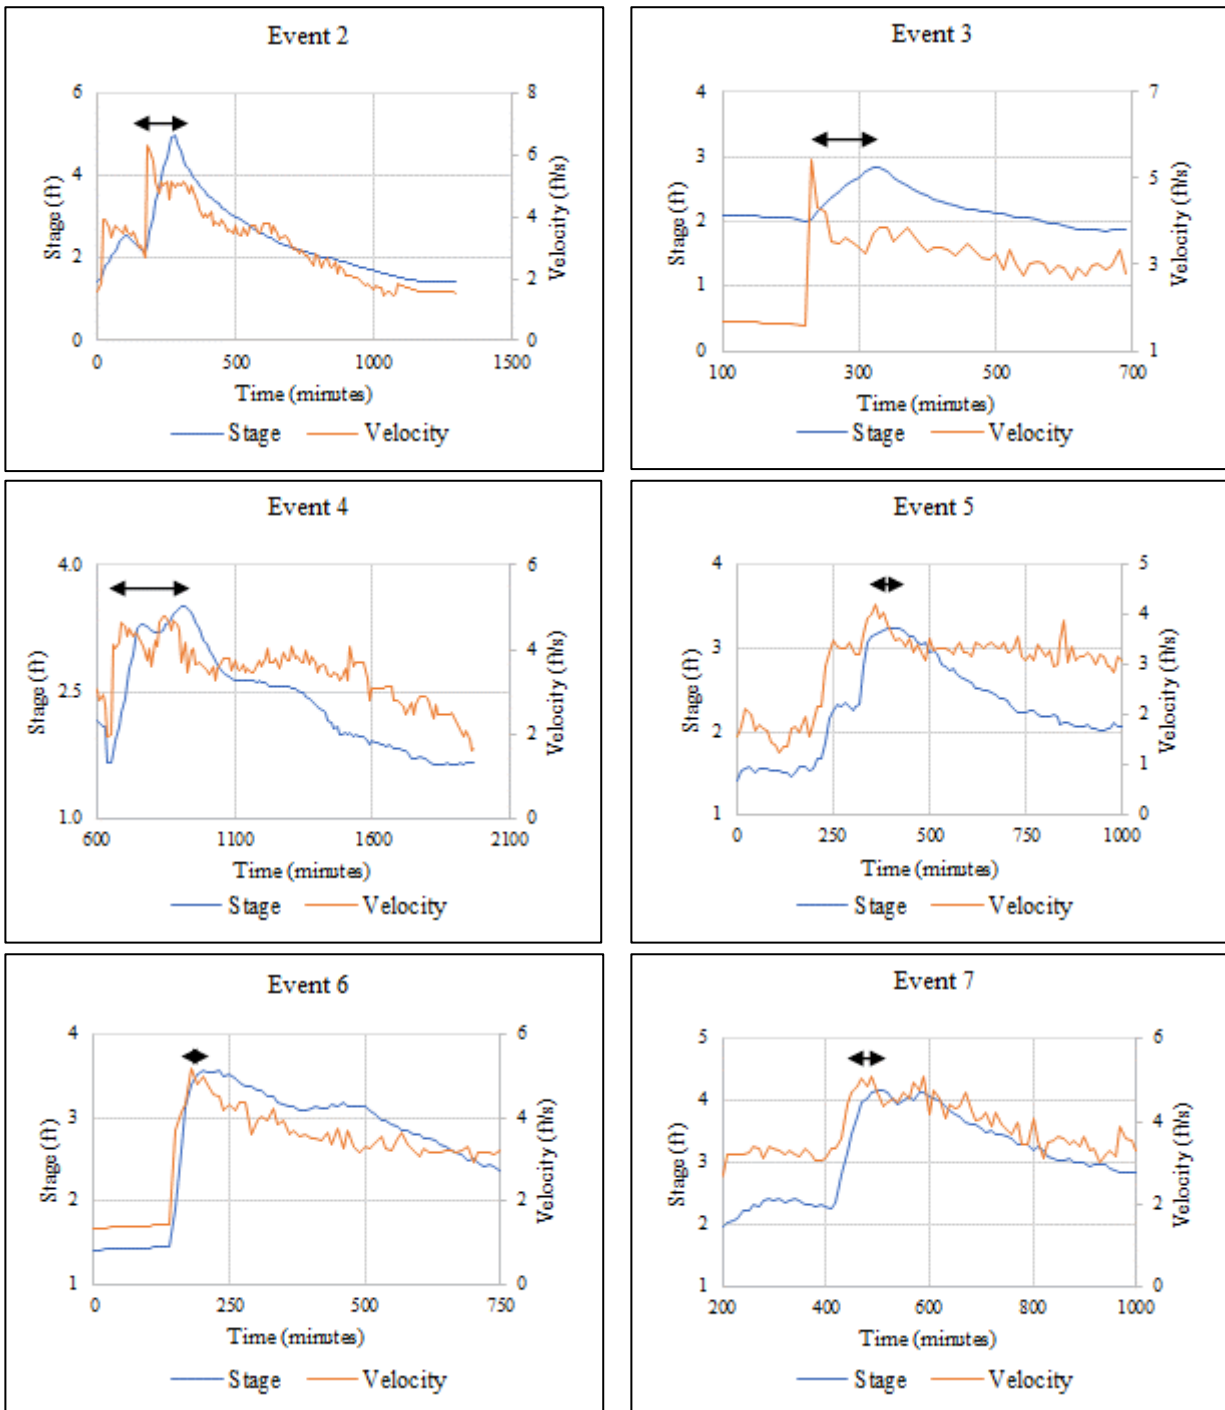 Event 2
6
4
2
0
8
6
4
2
0
0
500
1000
1500
Stage (ft)
Velocity (ft/s)
Time (minutes)
Stage
Velocity
Event 3
4
3
2
1
0
7
5
3
1
100
300
500
700
Stage (ft)
Velocity (ft/s)
Time (minutes)
Stage
Velocity
Event 4
4.0
2.5
1.0
6
4
2
0
600
1100
1600
2100
Stage (ft)
Velocity (ft/s)
Time (minutes)
Stage
Velocity
Event 5
4
3
2
1
5
4
3
2
1
0
0
250
500
750
1000
Stage (ft)
Velocity (ft/s)
Time (minutes)
Stage
Velocity
Event 6
4
3
2
1
6
4
2
0
0
250
500
750
Stage (ft)
Velocity (ft/s)
Time (minutes)
Stage
Velocity
Event 7
5
4
3
2
1
6
4
2
0
200
400
600
800
1000
Stage (ft)
Velocity (ft/s)
Time (minutes)
Stage
Velocity